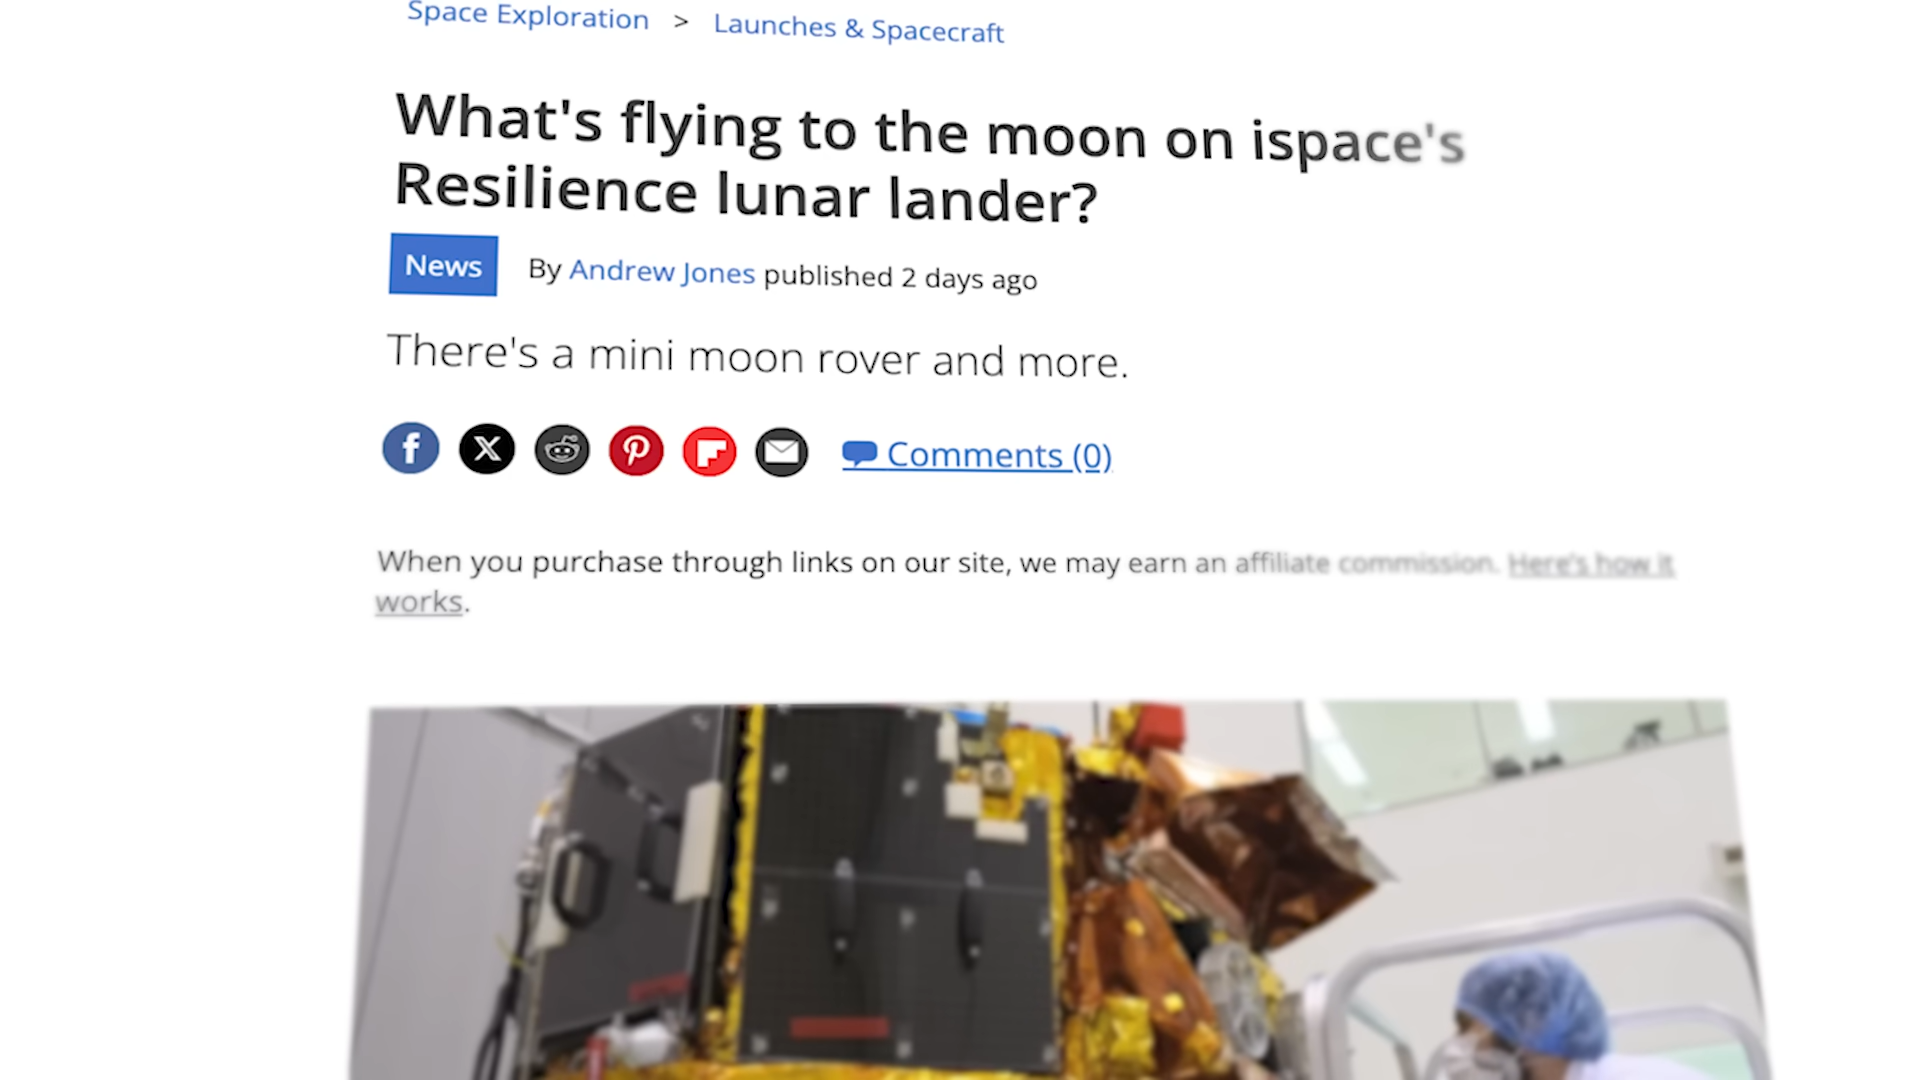 Space Exploration > Launches & Spacecraft
What's flying to the moon on ispace's
Resilience lunar lander?
News By Andrew Jones published 2 days ago
There's a mini moon rover and more.
Comments (0)
When you purchase through links on our site, we may earn an affiliate commission. Here's how it
works.